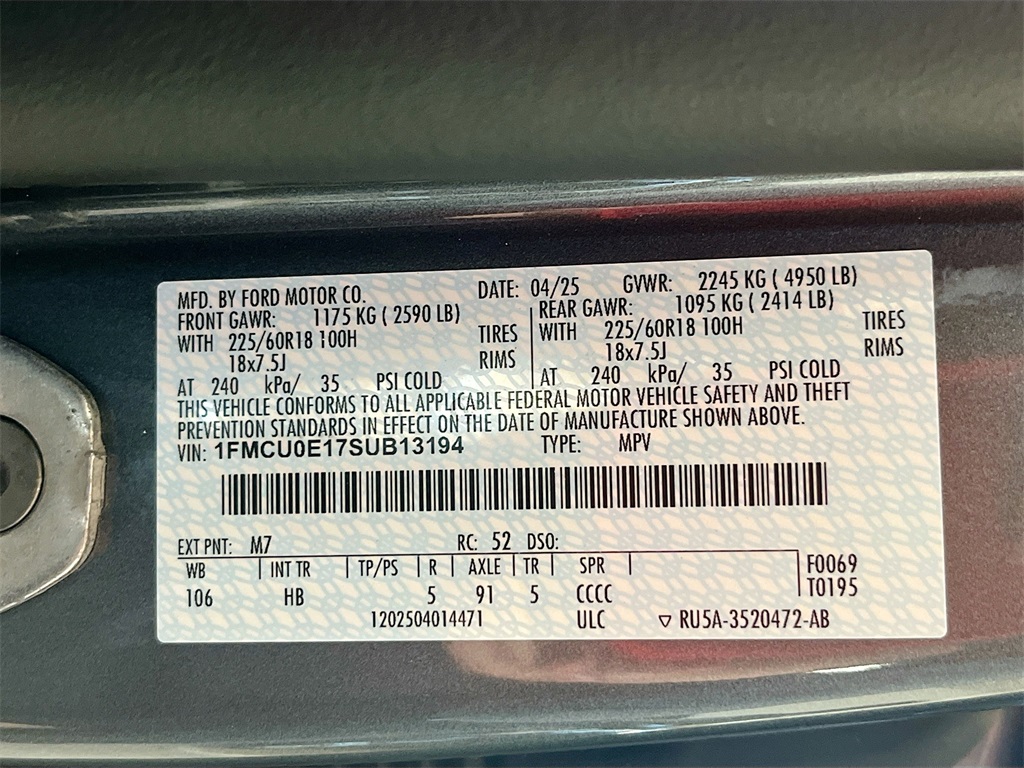 MFD. BY FORD MOTOR CO. DATE: 04/25 GVWR: 2245 KG ( 4950 LB)
FRONT GAWR: 1175 KG ( 2590 LB) REAR GAWR: 1095 KG ( 2414 LB)
WITH 225/60R18 100H TIRES WITH 225/60R18 100H TIRES
18x7.5J RIMS 18x7.5J RIMS
AT 240 kPa/ 35 PSI COLD AT 240 kPa/ 35 PSI COLD
THIS VEHICLE CONFORMS TO ALL APPLICABLE FEDERAL MOTOR VEHICLE SAFETY AND THEFT
PREVENTION STANDARDS IN EFFECT ON THE DATE OF MANUFACTURE SHOWN ABOVE.
VIN: 1FMCU0E17SUB13194 TYPE: MPV
EXT PNT: M7 RC: 52 DSO:
WB INT TR TP/PS R AXLE TR SPR F0069
106 HB 5 91 5 CCCC T0195
1202504014471 ULC ▽ RU5A-3520472-AB